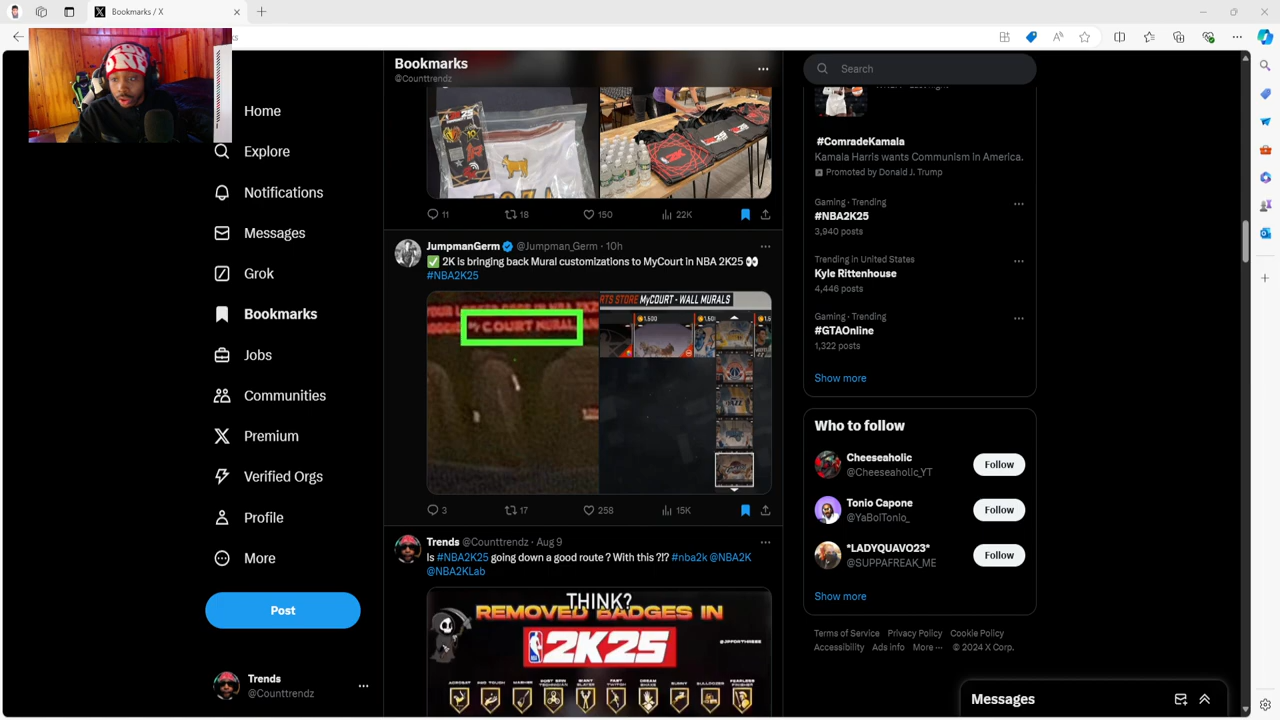 Bookmarks / X
Bookmarks
@Counttrendz
Search
Home
Explore
Notifications
Messages
Grok
Bookmarks
Jobs
Communities
Premium
Verified Orgs
Profile
More
Post
Trends
@Counttrendz
11
18
150
22K
JumpmanGerm @Jumpman_Germ · 10h
✅ 2K is bringing back Mural customizations to MyCourt in NBA 2K25 👀
#NBA2K25
MY COURT MURAL
MyCOURT - WALL MURALS
1,500
JAZZ
3
17
258
15K
Trends @Counttrendz · Aug 9
Is #NBA2K25 going down a good route ? With this ?!? #nba2k @NBA2K
@NBA2KLab
THINK?
REMOVED BADGES IN
2K25
#ComradeKamala
Kamala Harris wants Communism in America.
Promoted by Donald J. Trump
Gaming · Trending
#NBA2K25
3,940 posts
Trending in United States
Kyle Rittenhouse
4,446 posts
Gaming · Trending
#GTAOnline
1,322 posts
Show more
Who to follow
Cheeseaholic
@Cheeseaholic_YT
Follow
Tonio Capone
@YaBoITonio_
Follow
*LADYQUAVO23*
@SUPPAFREAK_ME
Follow
Show more
Terms of Service Privacy Policy Cookie Policy
Accessibility Ads info More ··· © 2024 X Corp.
Messages